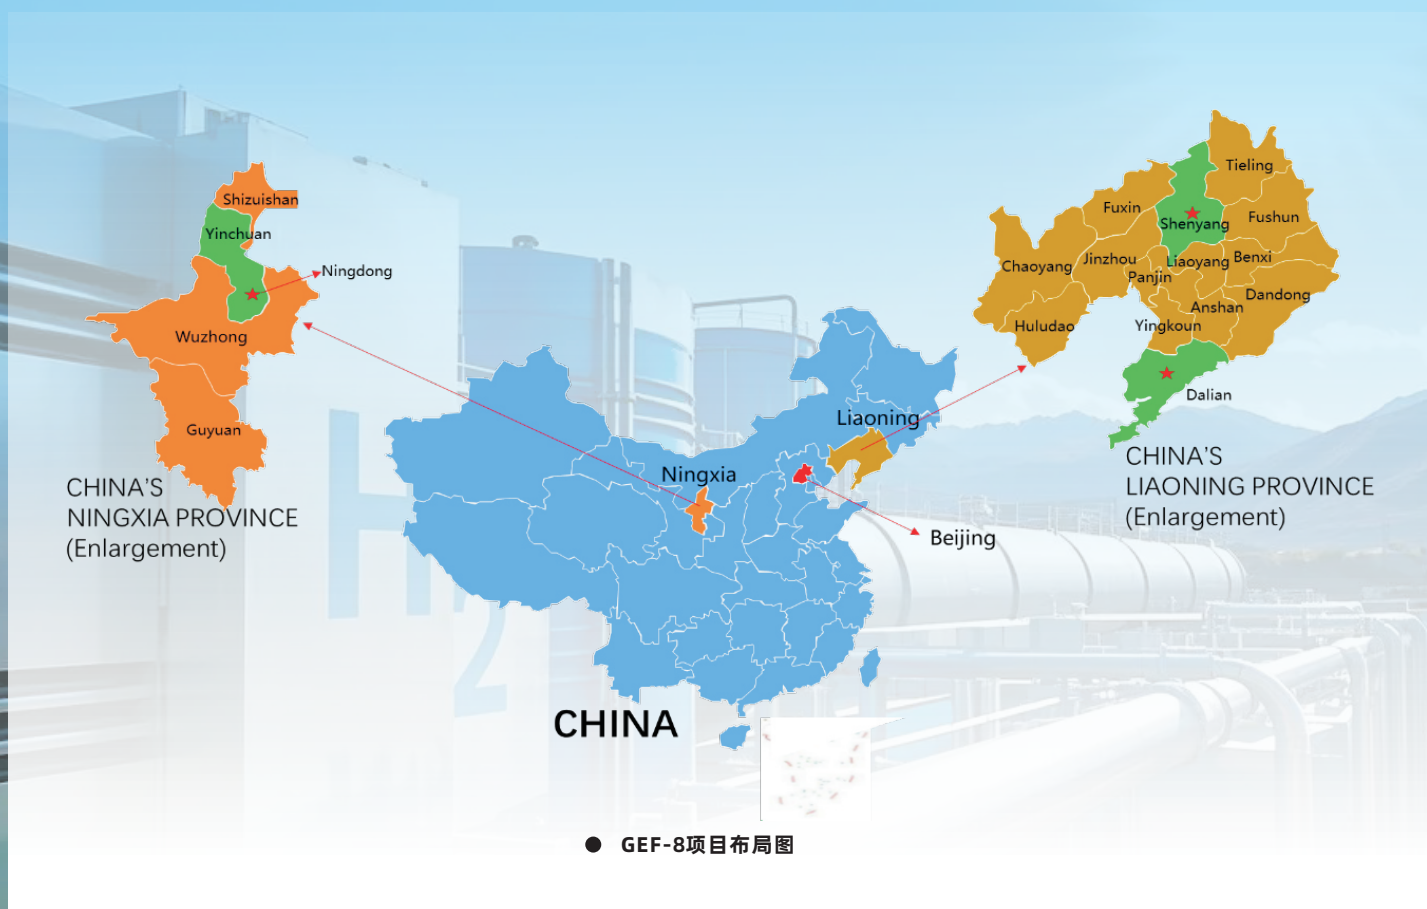 Shizuishan
Yinchuan
Ningdong
Wuzhong
Guyuan
CHINA'S
NINGXIA PROVINCE
(Enlargement)
Tieling
Fuxin
Shenyang
Fushun
Chaoyang
Jinzhou
Liaoyang
Benxi
Panjin
Dandong
Anshan
Huludao
Yingkoun
Dalian
CHINA'S
LIAONING PROVINCE
(Enlargement)
Liaoning
Ningxia
Beijing
H2
CHINA
● GEF-8项目布局图